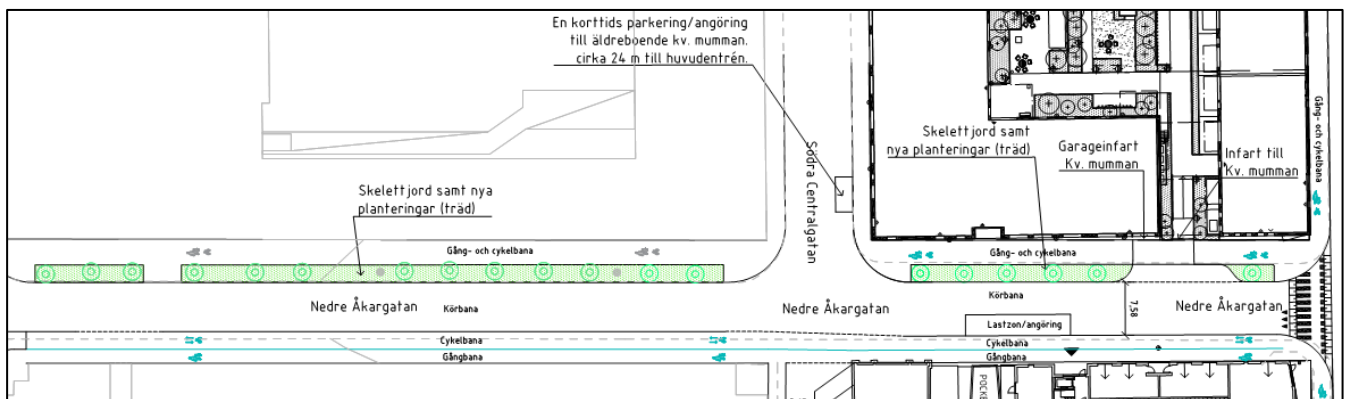 En korttids parkering/angöring
till äldreboende kv. mumman.
cirka 24 m till huvudentrén.
Skelettjord samt nya
planteringar (träd)
Södra Centralgatan
Skelettjord samt
nya planteringar (träd)
Garageinfart
Kv. mumman
Infart till
Kv. mumman
Gång- och cykelbana
Gång- och cykelbana
Gång- och cykelbana
Nedre Åkargatan
Körbana
Nedre Åkargatan
Körbana
7,58
Nedre Åkargatan
Lastzon/angöring
Cykelbana
Gångbana
Cykelbana
Gångbana
POCKE